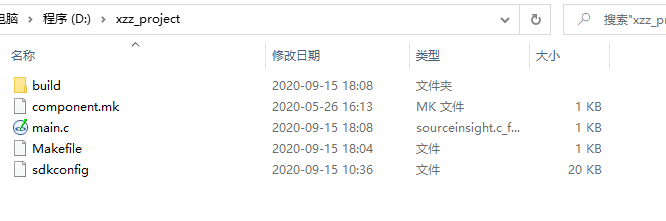 电脑 > 程序 (D:) > xzz_project
搜索"xzz_pr
名称 修改日期 类型 大小
build 2020-09-15 18:08 文件夹
component.mk 2020-05-26 16:13 MK 文件 1 KB
main.c 2020-09-15 18:08 sourceinsight.c_f... 1 KB
Makefile 2020-09-15 18:04 文件 1 KB
sdkconfig 2020-09-15 10:36 文件 20 KB